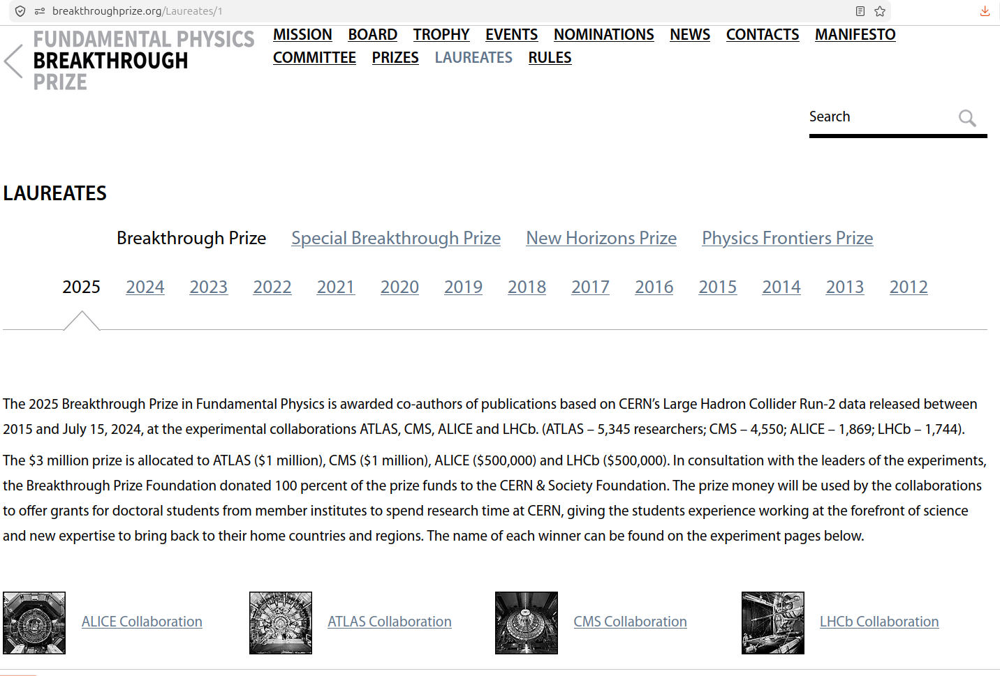 breakthroughprize.org/Laureates/1
FUNDAMENTAL PHYSICS
BREAKTHROUGH
PRIZE
MISSION BOARD TROPHY EVENTS NOMINATIONS NEWS CONTACTS MANIFESTO
COMMITTEE PRIZES LAUREATES RULES
Search
LAUREATES
Breakthrough Prize Special Breakthrough Prize New Horizons Prize Physics Frontiers Prize
2025 2024 2023 2022 2021 2020 2019 2018 2017 2016 2015 2014 2013 2012
The 2025 Breakthrough Prize in Fundamental Physics is awarded co-authors of publications based on CERN’s Large Hadron Collider Run-2 data released between
2015 and July 15, 2024, at the experimental collaborations ATLAS, CMS, ALICE and LHCb. (ATLAS – 5,345 researchers; CMS – 4,550; ALICE – 1,869; LHCb – 1,744).
The $3 million prize is allocated to ATLAS ($1 million), CMS ($1 million), ALICE ($500,000) and LHCb ($500,000). In consultation with the leaders of the experiments,
the Breakthrough Prize Foundation donated 100 percent of the prize funds to the CERN & Society Foundation. The prize money will be used by the collaborations
to offer grants for doctoral students from member institutes to spend research time at CERN, giving the students experience working at the forefront of science
and new expertise to bring back to their home countries and regions. The name of each winner can be found on the experiment pages below.
ALICE Collaboration ATLAS Collaboration CMS Collaboration LHCb Collaboration